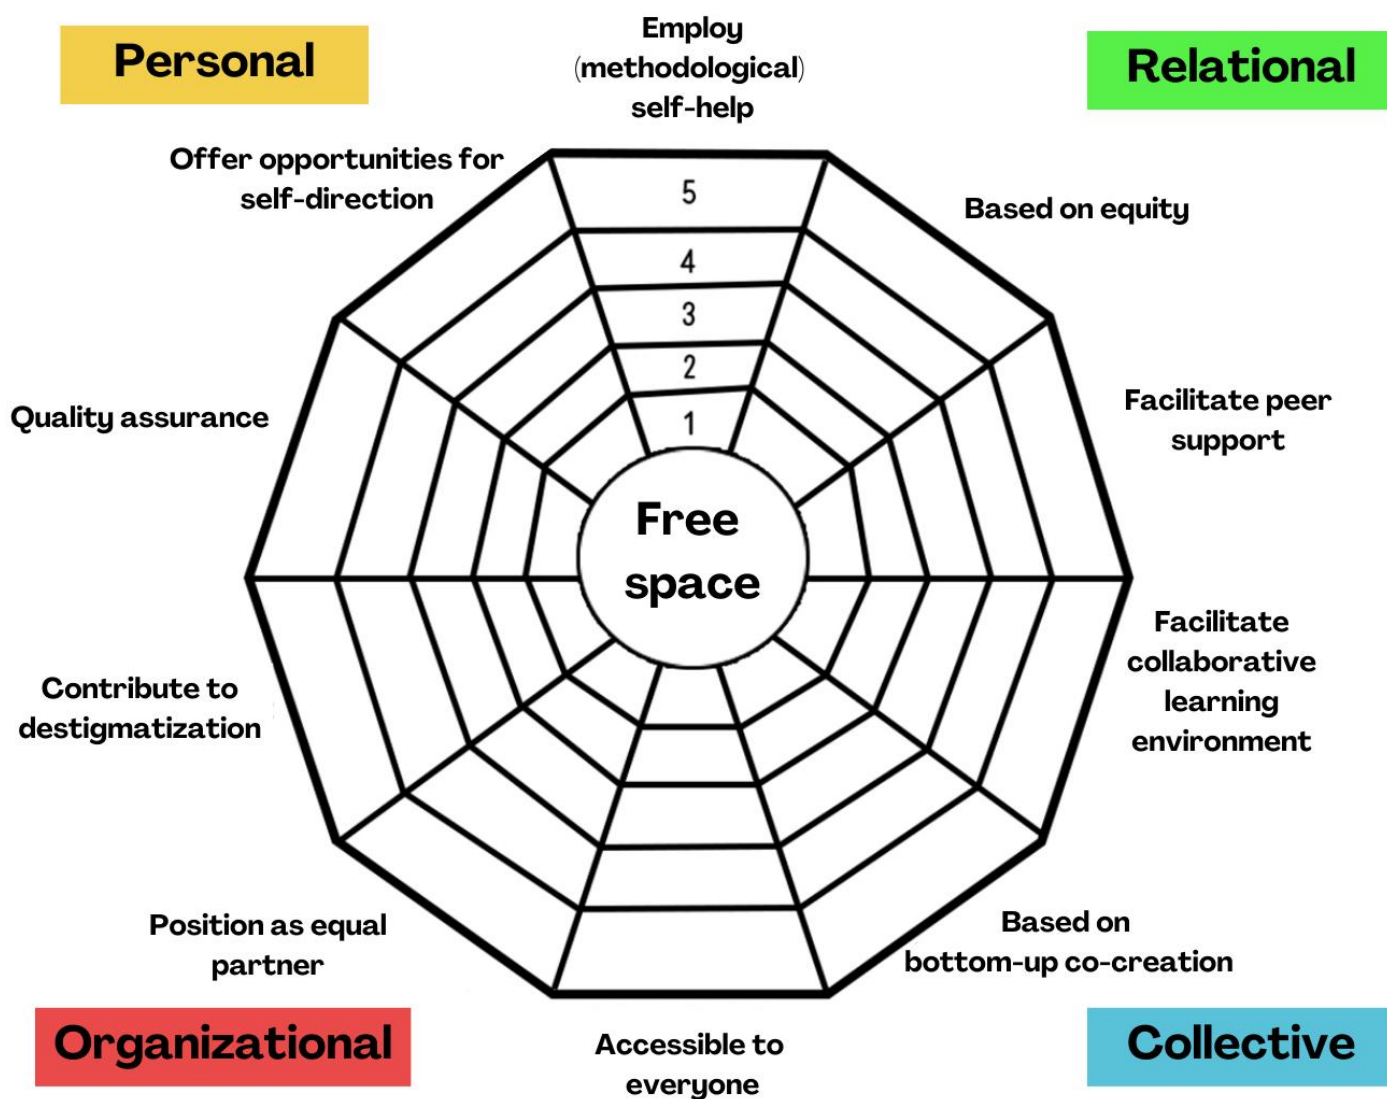 Personal
Employ
(methodological)
self-help
Relational
Offer opportunities for
self-direction
Based on equity
5
4
3
2
1
Quality assurance
Facilitate peer
support
Free
space
Contribute to
destigmatization
Facilitate
collaborative
learning
environment
Position as equal
partner
Based on
bottom-up co-creation
Organizational
Accessible to
everyone
Collective